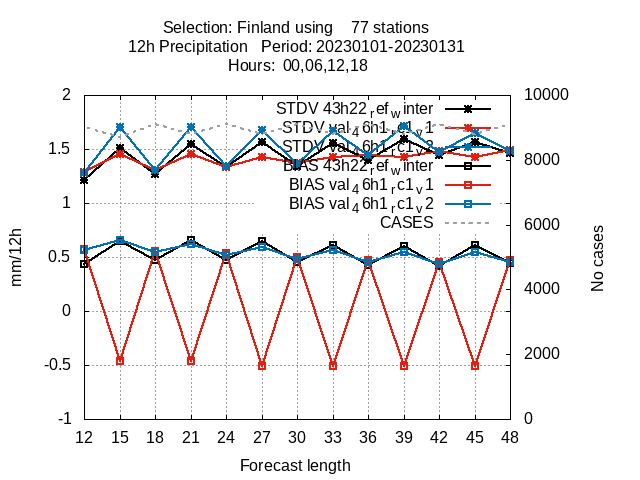 Selection: Finland using 77 stations
12h Precipitation Period: 20230101-20230131
Hours: 00,06,12,18
2 10000
STDV 43h22_ref_winter
STDV val_46h1_rc1_v1
1.5 STDV val_46h1_rc1_v2 8000
BIAS 43h22_ref_winter
BIAS val_46h1_rc1_v1
1 BIAS val_46h1_rc1_v2
CASES 6000
mm/12h
No cases
0.5
4000
0
-0.5 2000
-1 0
12 15 18 21 24 27 30 33 36 39 42 45 48
Forecast length